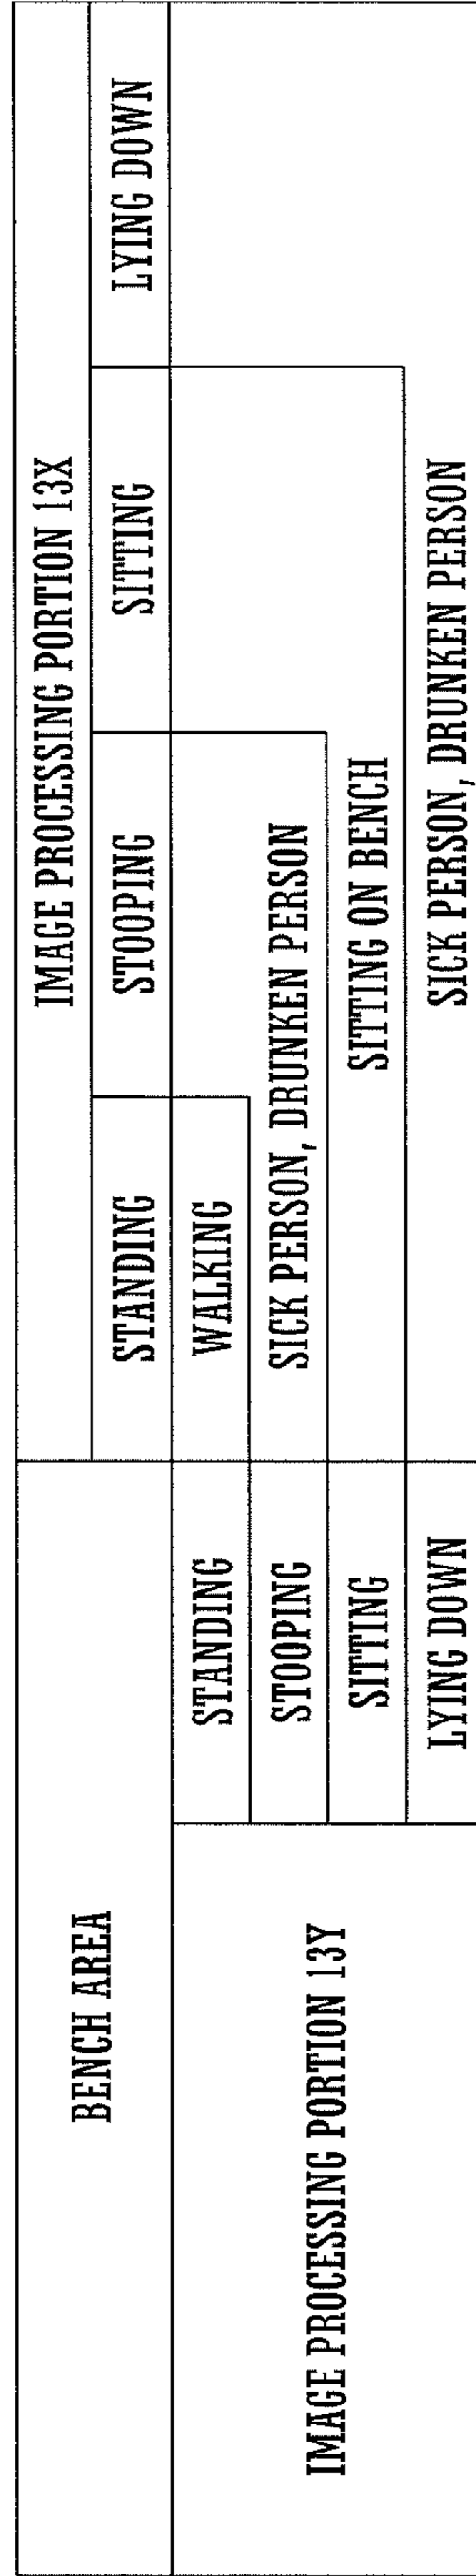 BENCH AREA
IMAGE PROCESSING PORTION 13X
STANDING
STOOPING
SITTING
LYING DOWN
IMAGE PROCESSING PORTION 13Y
STANDING
WALKING
STOOPING
SICK PERSON, DRUNKEN PERSON
SITTING
SITTING ON BENCH
LYING DOWN
SICK PERSON, DRUNKEN PERSON